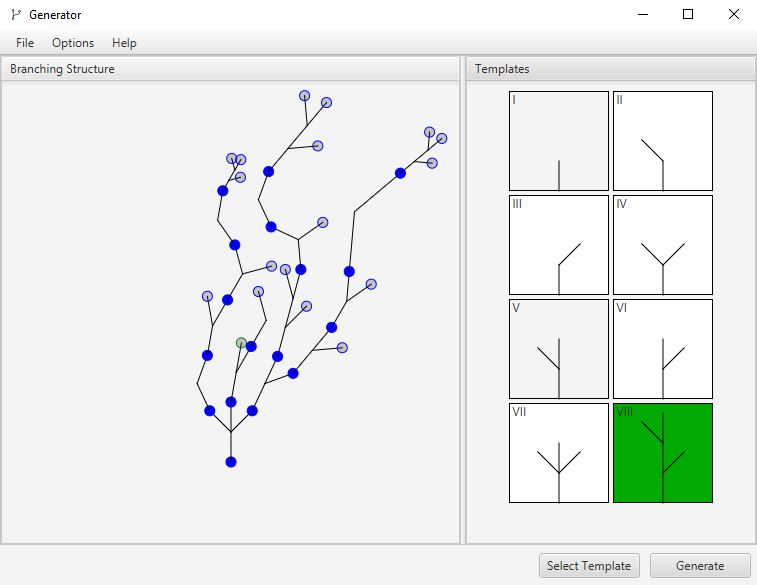 Generator
File Options Help
Branching Structure
Templates
I
II
III
IV
V
VI
VII
VIII
Select Template
Generate